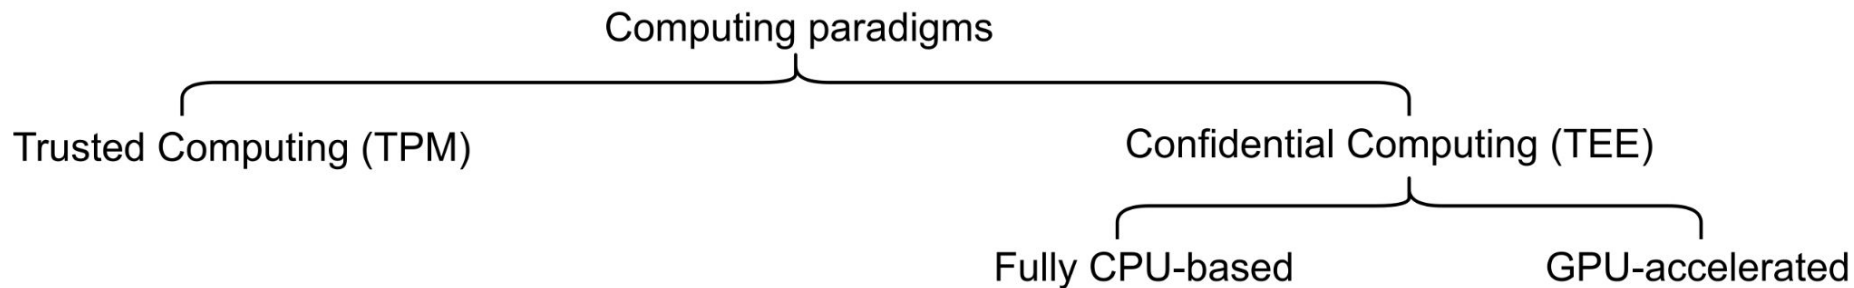 Computing paradigms
Trusted Computing (TPM)
Confidential Computing (TEE)
Fully CPU-based
GPU-accelerated